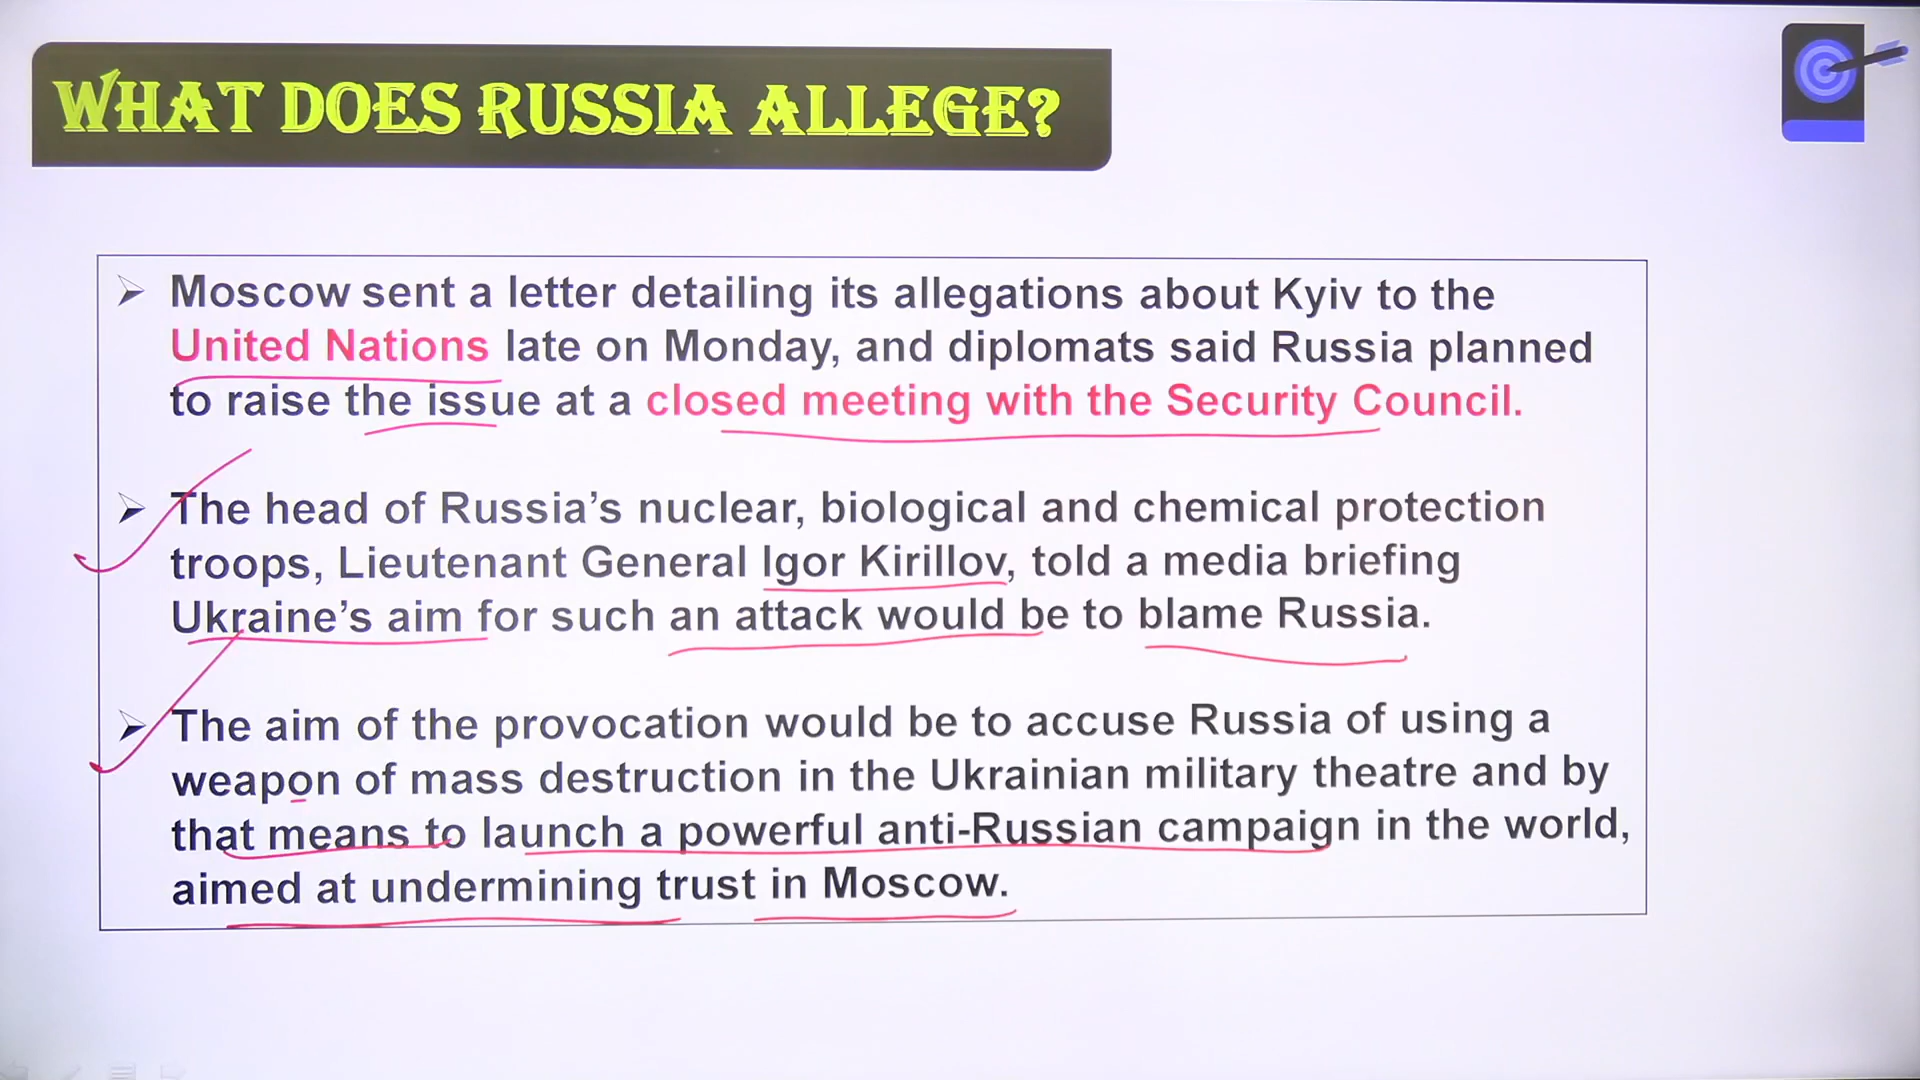 WHAT DOES RUSSIA ALLEGE?
Moscow sent a letter detailing its allegations about Kyiv to the
United Nations late on Monday, and diplomats said Russia planned
to raise the issue at a closed meeting with the Security Council.
The head of Russia’s nuclear, biological and chemical protection
troops, Lieutenant General Igor Kirillov, told a media briefing
Ukraine’s aim for such an attack would be to blame Russia.
The aim of the provocation would be to accuse Russia of using a
weapon of mass destruction in the Ukrainian military theatre and by
that means to launch a powerful anti-Russian campaign in the world,
aimed at undermining trust in Moscow.